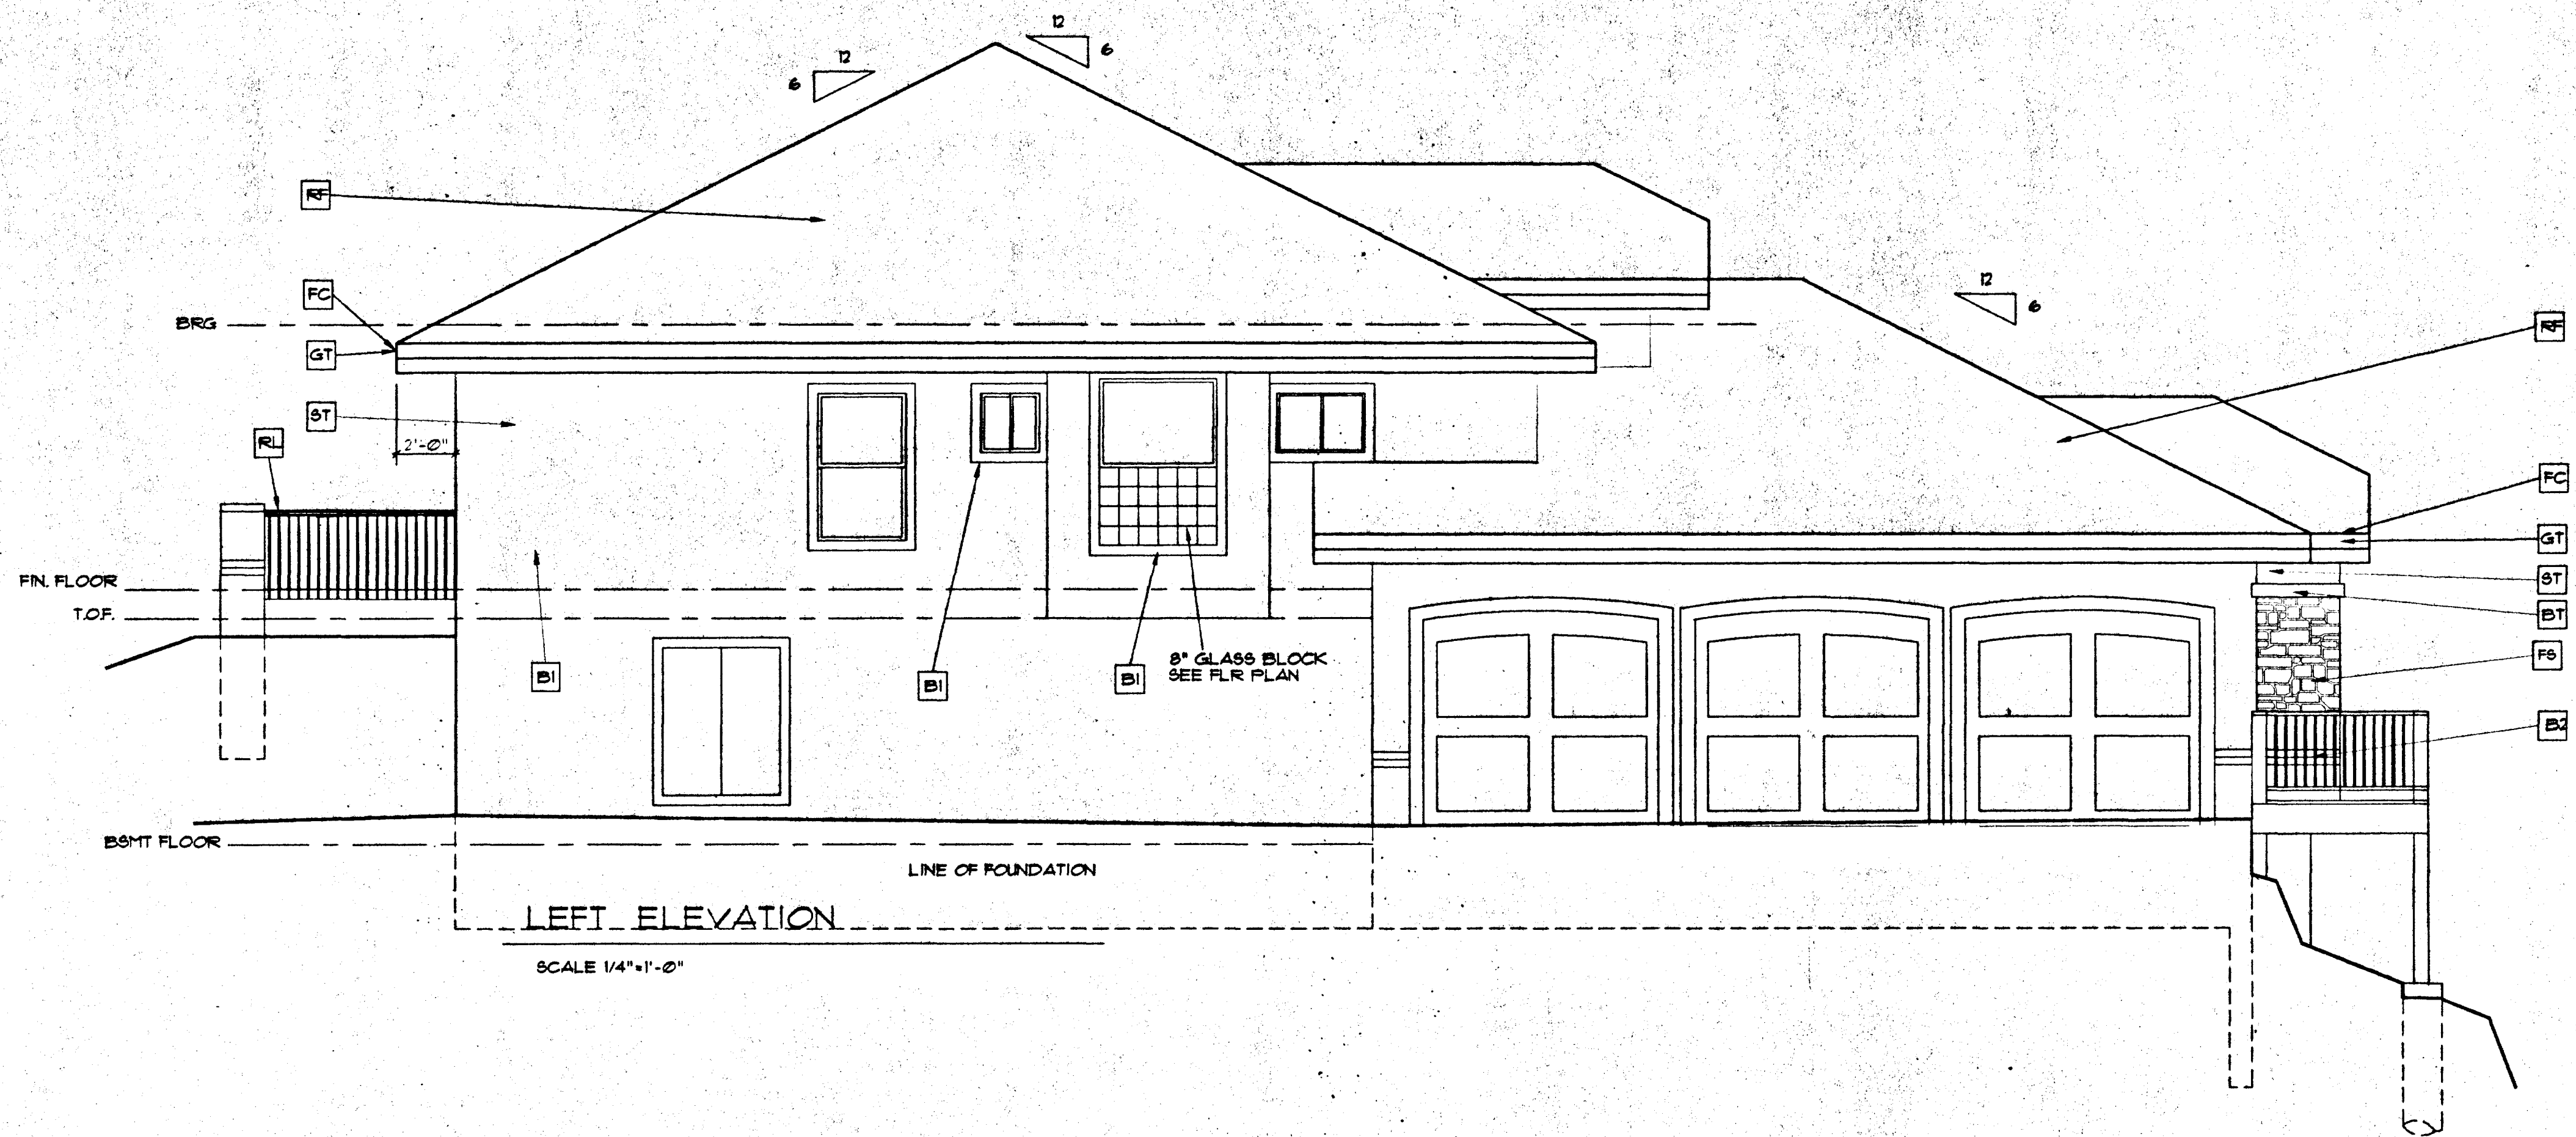 12
6
12
6
RF
FC
BRG
GT
ST
RL
2'-0"
12
6
RF
FC
GT
ST
BT
FS
B2
FIN. FLOOR
T.O.F.
B1
B1
B1
8" GLASS BLOCK
SEE FLR PLAN
BSMT FLOOR
LINE OF FOUNDATION
LEFT ELEVATION
SCALE 1/4"=1'-0"